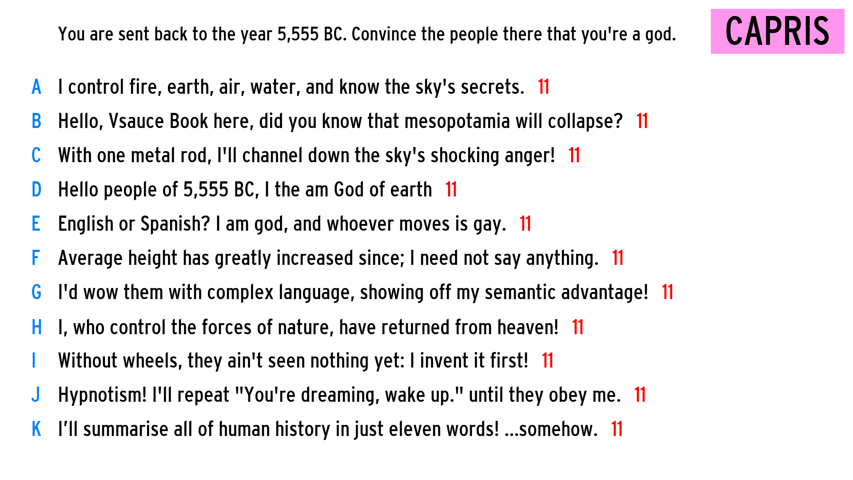 You are sent back to the year 5,555 BC. Convince the people there that you're a god.
CAPRIS
A I control fire, earth, air, water, and know the sky's secrets. 11
B Hello, Vsauce Book here, did you know that mesopotamia will collapse? 11
C With one metal rod, I'll channel down the sky's shocking anger! 11
D Hello people of 5,555 BC, I the am God of earth 11
E English or Spanish? I am god, and whoever moves is gay. 11
F Average height has greatly increased since; I need not say anything. 11
G I'd wow them with complex language, showing off my semantic advantage! 11
H I, who control the forces of nature, have returned from heaven! 11
I Without wheels, they ain't seen nothing yet: I invent it first! 11
J Hypnotism! I'll repeat "You're dreaming, wake up." until they obey me. 11
K I’ll summarise all of human history in just eleven words! ...somehow. 11